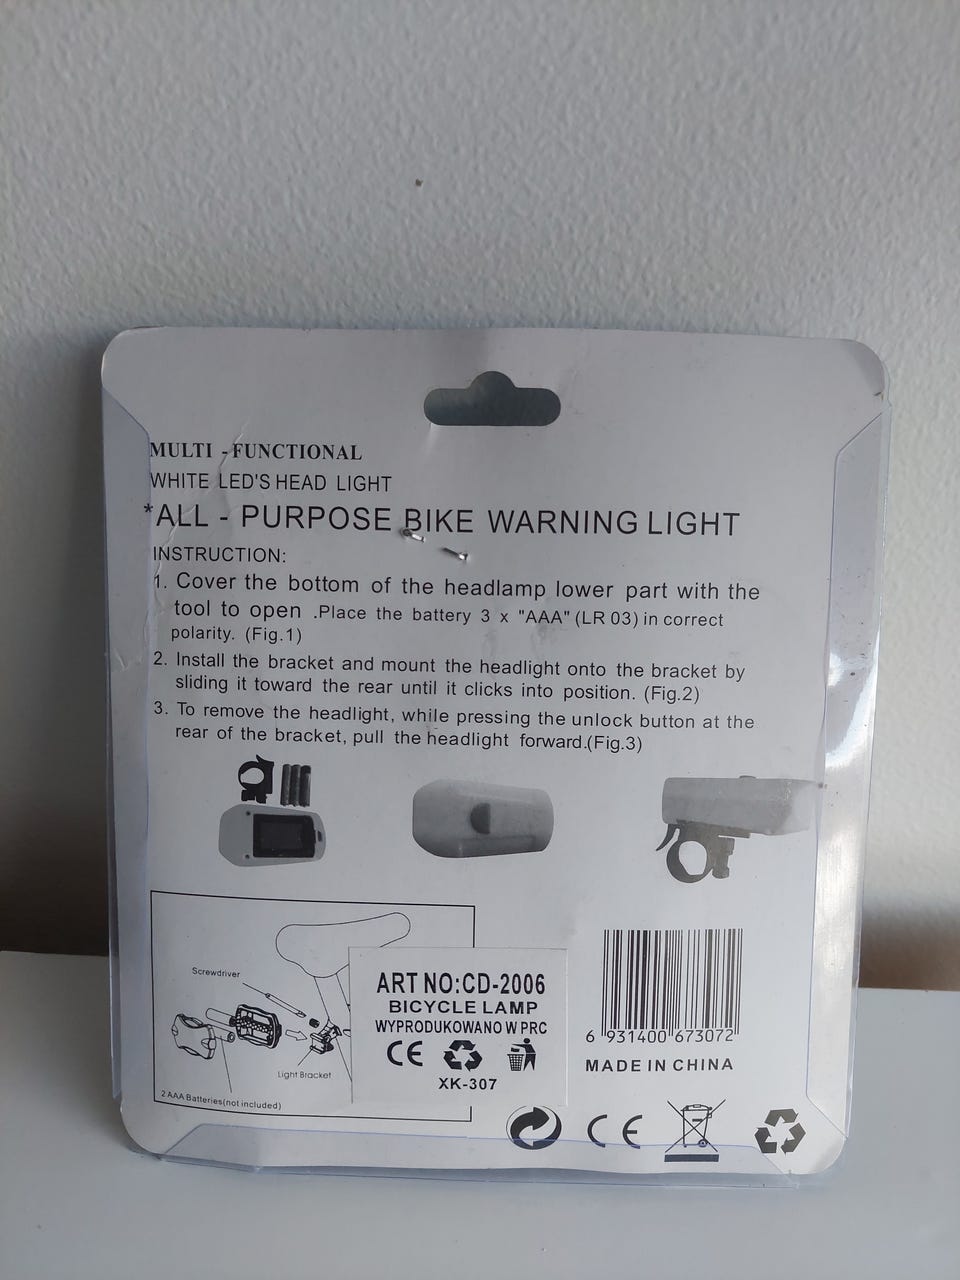 MULTI - FUNCTIONAL
WHITE LED'S HEAD LIGHT
*ALL - PURPOSE BIKE WARNING LIGHT
INSTRUCTION:
1. Cover the bottom of the headlamp lower part with the
tool to open .Place the battery 3 x "AAA" (LR 03) in correct
polarity. (Fig.1)
2. Install the bracket and mount the headlight onto the bracket by
sliding it toward the rear until it clicks into position. (Fig.2)
3. To remove the headlight, while pressing the unlock button at the
rear of the bracket, pull the headlight forward.(Fig.3)
Screwdriver
Light Bracket
2 AAA Batteries(not included)
ART NO:CD-2006
BICYCLE LAMP
WYPRODUKOWANO W PRC
CE
XK-307
6 931400 673072
MADE IN CHINA
CE